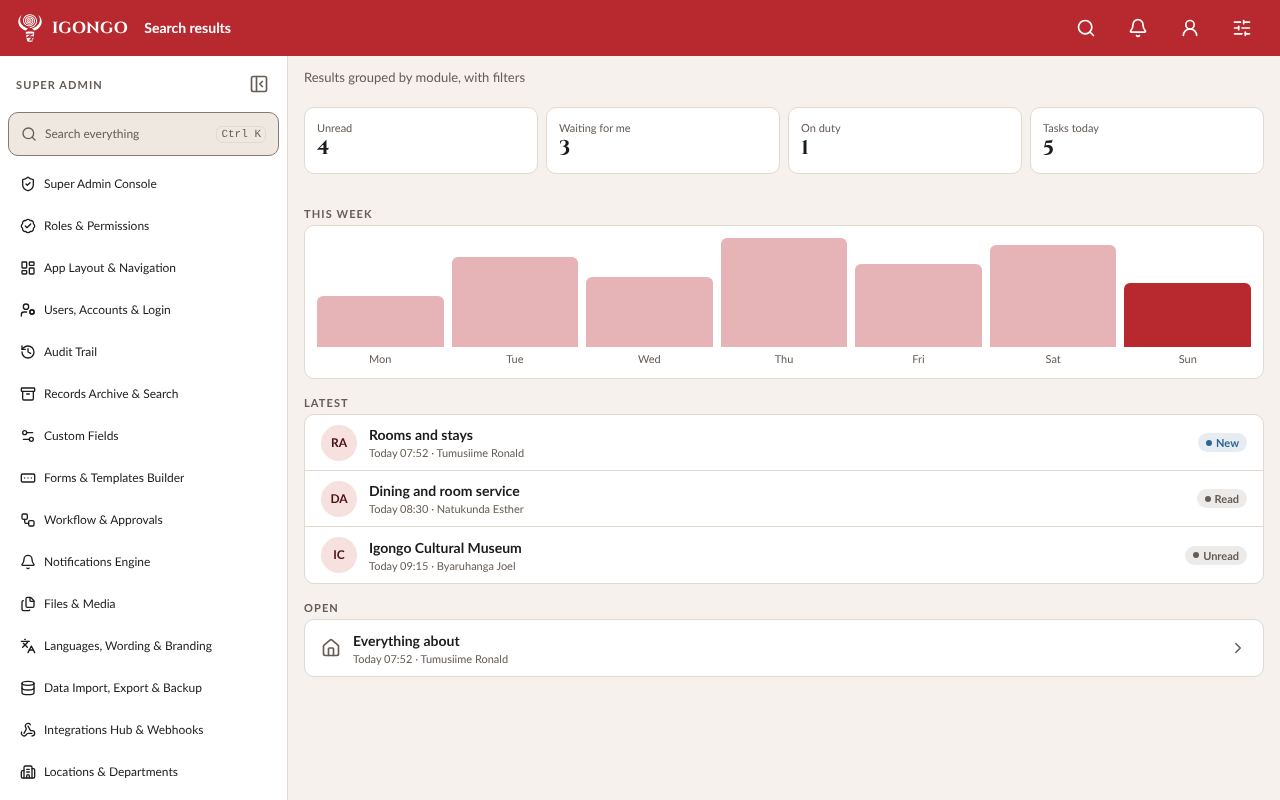 IGONGO
Search results
SUPER ADMIN
Search everything
Ctrl K
Super Admin Console
Roles & Permissions
App Layout & Navigation
Users, Accounts & Login
Audit Trail
Records Archive & Search
Custom Fields
Forms & Templates Builder
Workflow & Approvals
Notifications Engine
Files & Media
Languages, Wording & Branding
Data Import, Export & Backup
Integrations Hub & Webhooks
Locations & Departments
Results grouped by module, with filters
Unread
4
Waiting for me
3
On duty
1
Tasks today
5
THIS WEEK
Mon
Tue
Wed
Thu
Fri
Sat
Sun
LATEST
RA
Rooms and stays
Today 07:52 · Tumusiime Ronald
New
DA
Dining and room service
Today 08:30 · Natukunda Esther
Read
IC
Igongo Cultural Museum
Today 09:15 · Byaruhanga Joel
Unread
OPEN
Everything about
Today 07:52 · Tumusiime Ronald